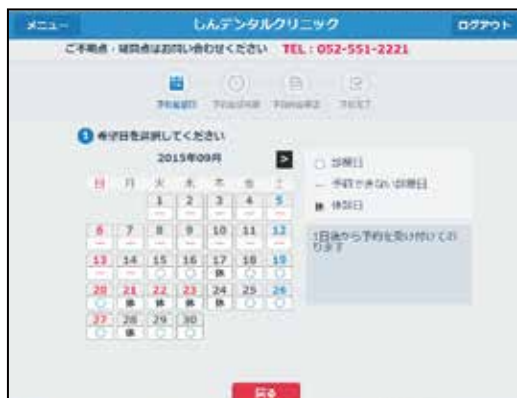 メニュー しんデンタルクリニック ログアウト
ご不明点・疑問点はお問い合わせください TEL：052-551-2221
予約希望日
1 希望日を選択してください
2015年09月 >
日 月 火 水 木 金 土
1 2 3 4 5
6 7 8 9 10 11 12
13 14 15 16 17 18 19
休
20 21 22 23 24 25 26
休 休 休 休
27 28 29 30
休
○ 診療日
— 予約できない診療日
休 休診日
1日後から予約を受け付けてお
ります
戻る